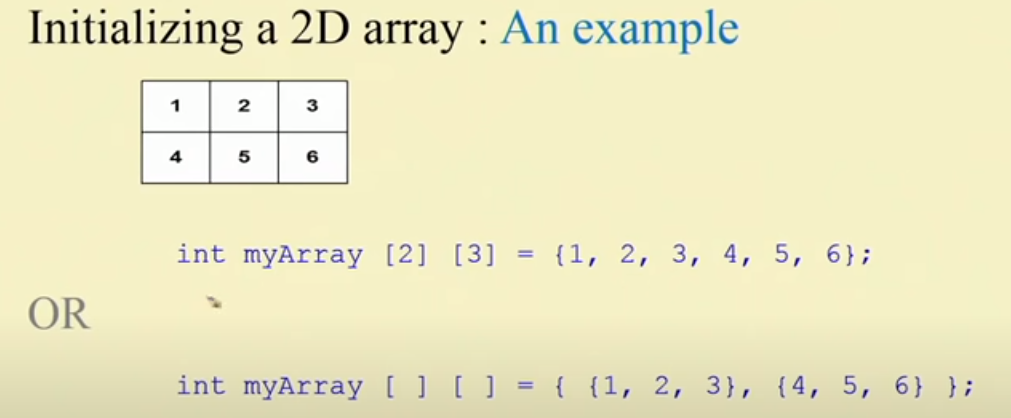 Initializing a 2D array : An example
1 2 3
4 5 6
int myArray [2] [3] = {1, 2, 3, 4, 5, 6};
OR
int myArray [ ] [ ] = { {1, 2, 3}, {4, 5, 6} };